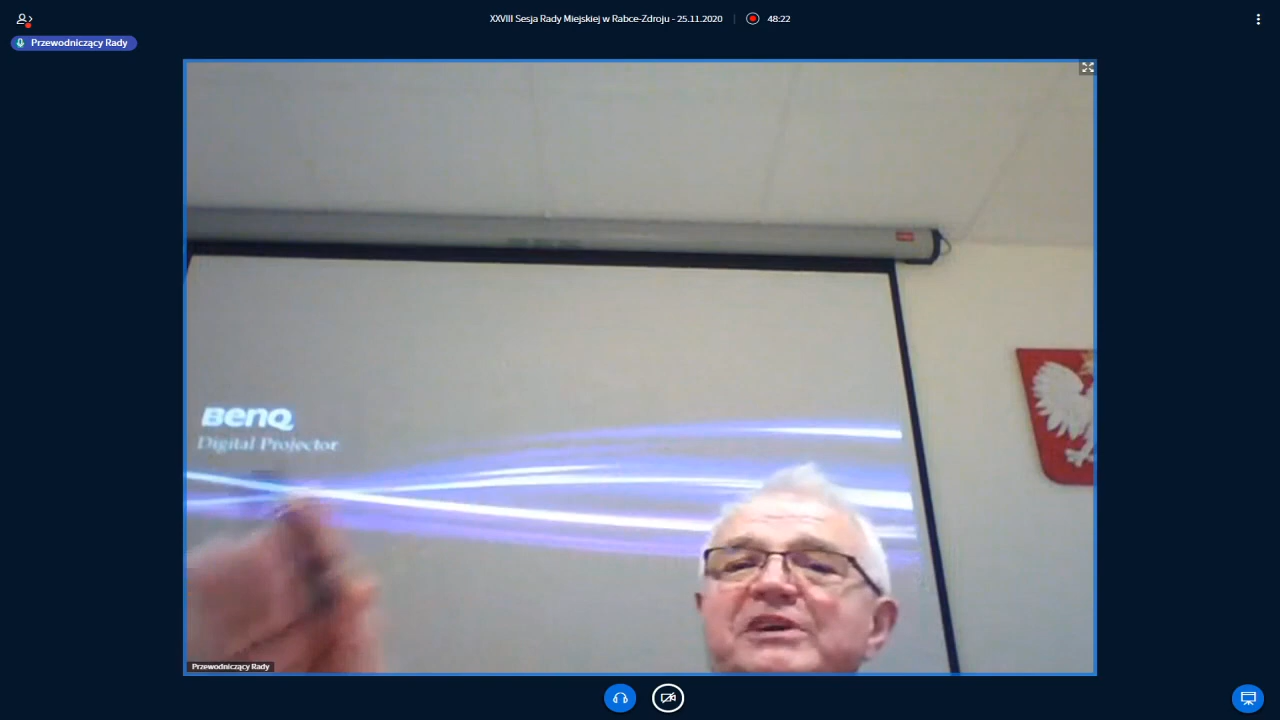 XXVIII Sesja Rady Miejskiej w Rabce-Zdroju - 25.11.2020
48:22
Przewodniczący Rady
BenQ
Digital Projector
Przewodniczący Rady